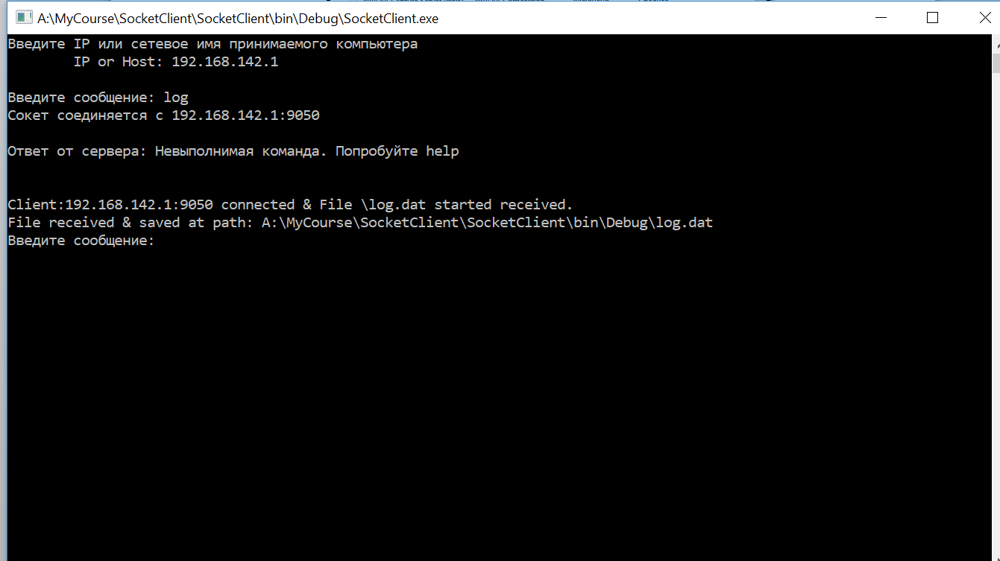 A:\MyCourse\SocketClient\SocketClient\bin\Debug\SocketClient.exe
Введите IP или сетевое имя принимаемого компьютера
IP or Host: 192.168.142.1
Введите сообщение: log
Сокет соединяется с 192.168.142.1:9050
Ответ от сервера: Невыполнимая команда. Попробуйте help
Client:192.168.142.1:9050 connected & File \log.dat started received.
File received & saved at path: A:\MyCourse\SocketClient\SocketClient\bin\Debug\log.dat
Введите сообщение: